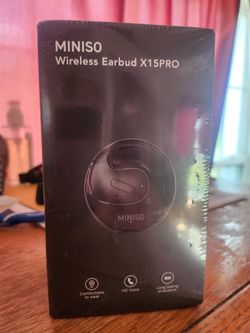 MINISO
Wireless Earbud X15PRO
MINISO
Comfortable
to wear
HD voice
Long-lasting
endurance